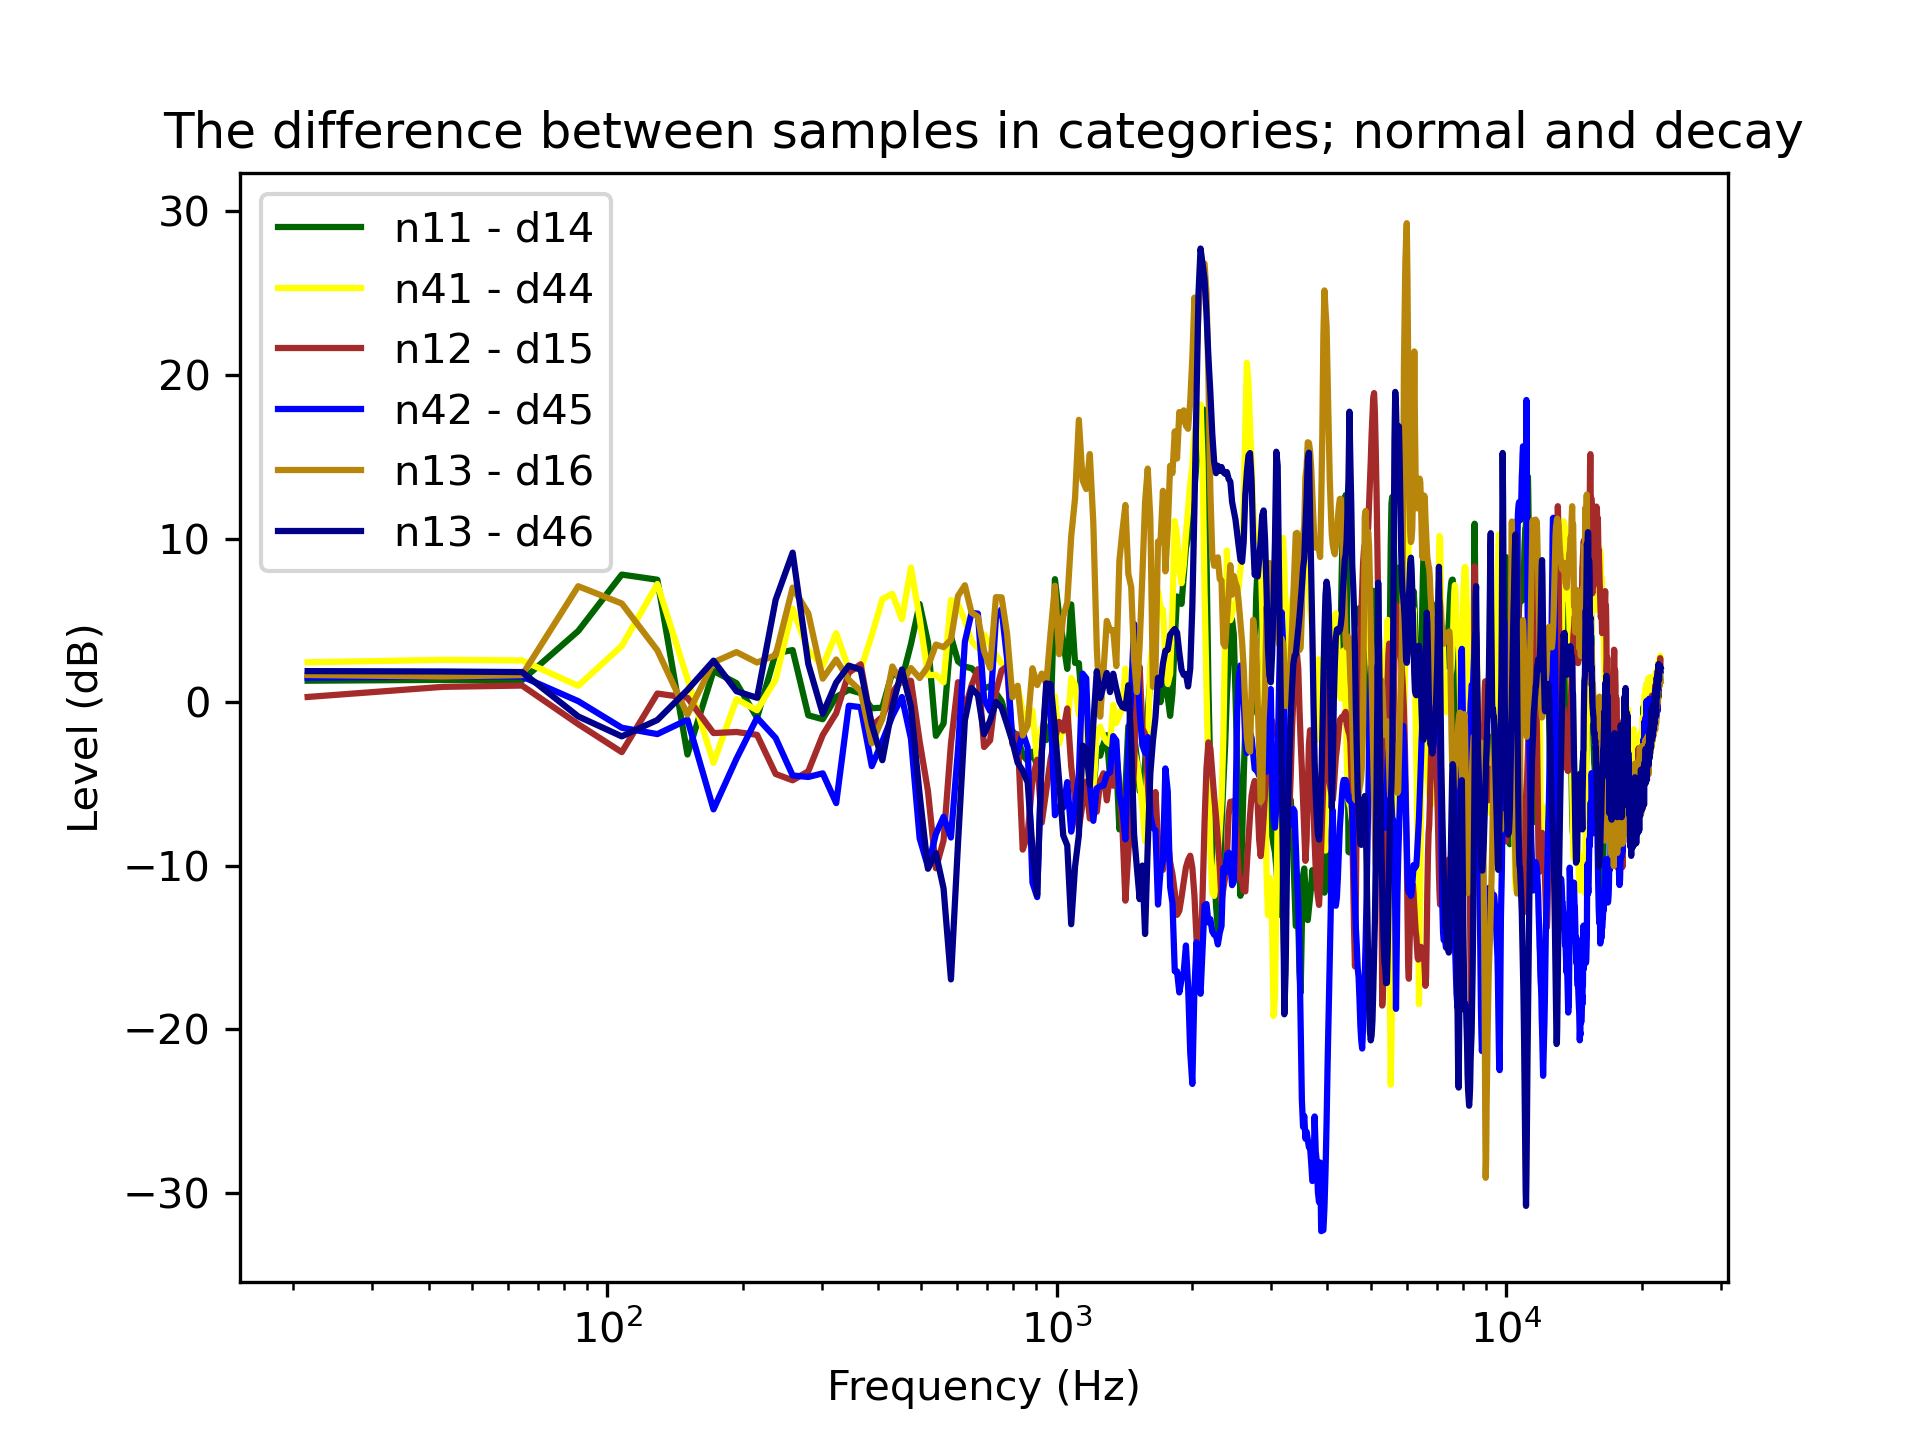 The difference between samples in categories; normal and decay
30
20
10
0
−10
−20
−30
Level (dB)
n11 - d14
n41 - d44
n12 - d15
n42 - d45
n13 - d16
n13 - d46
10²
10³
10⁴
Frequency (Hz)